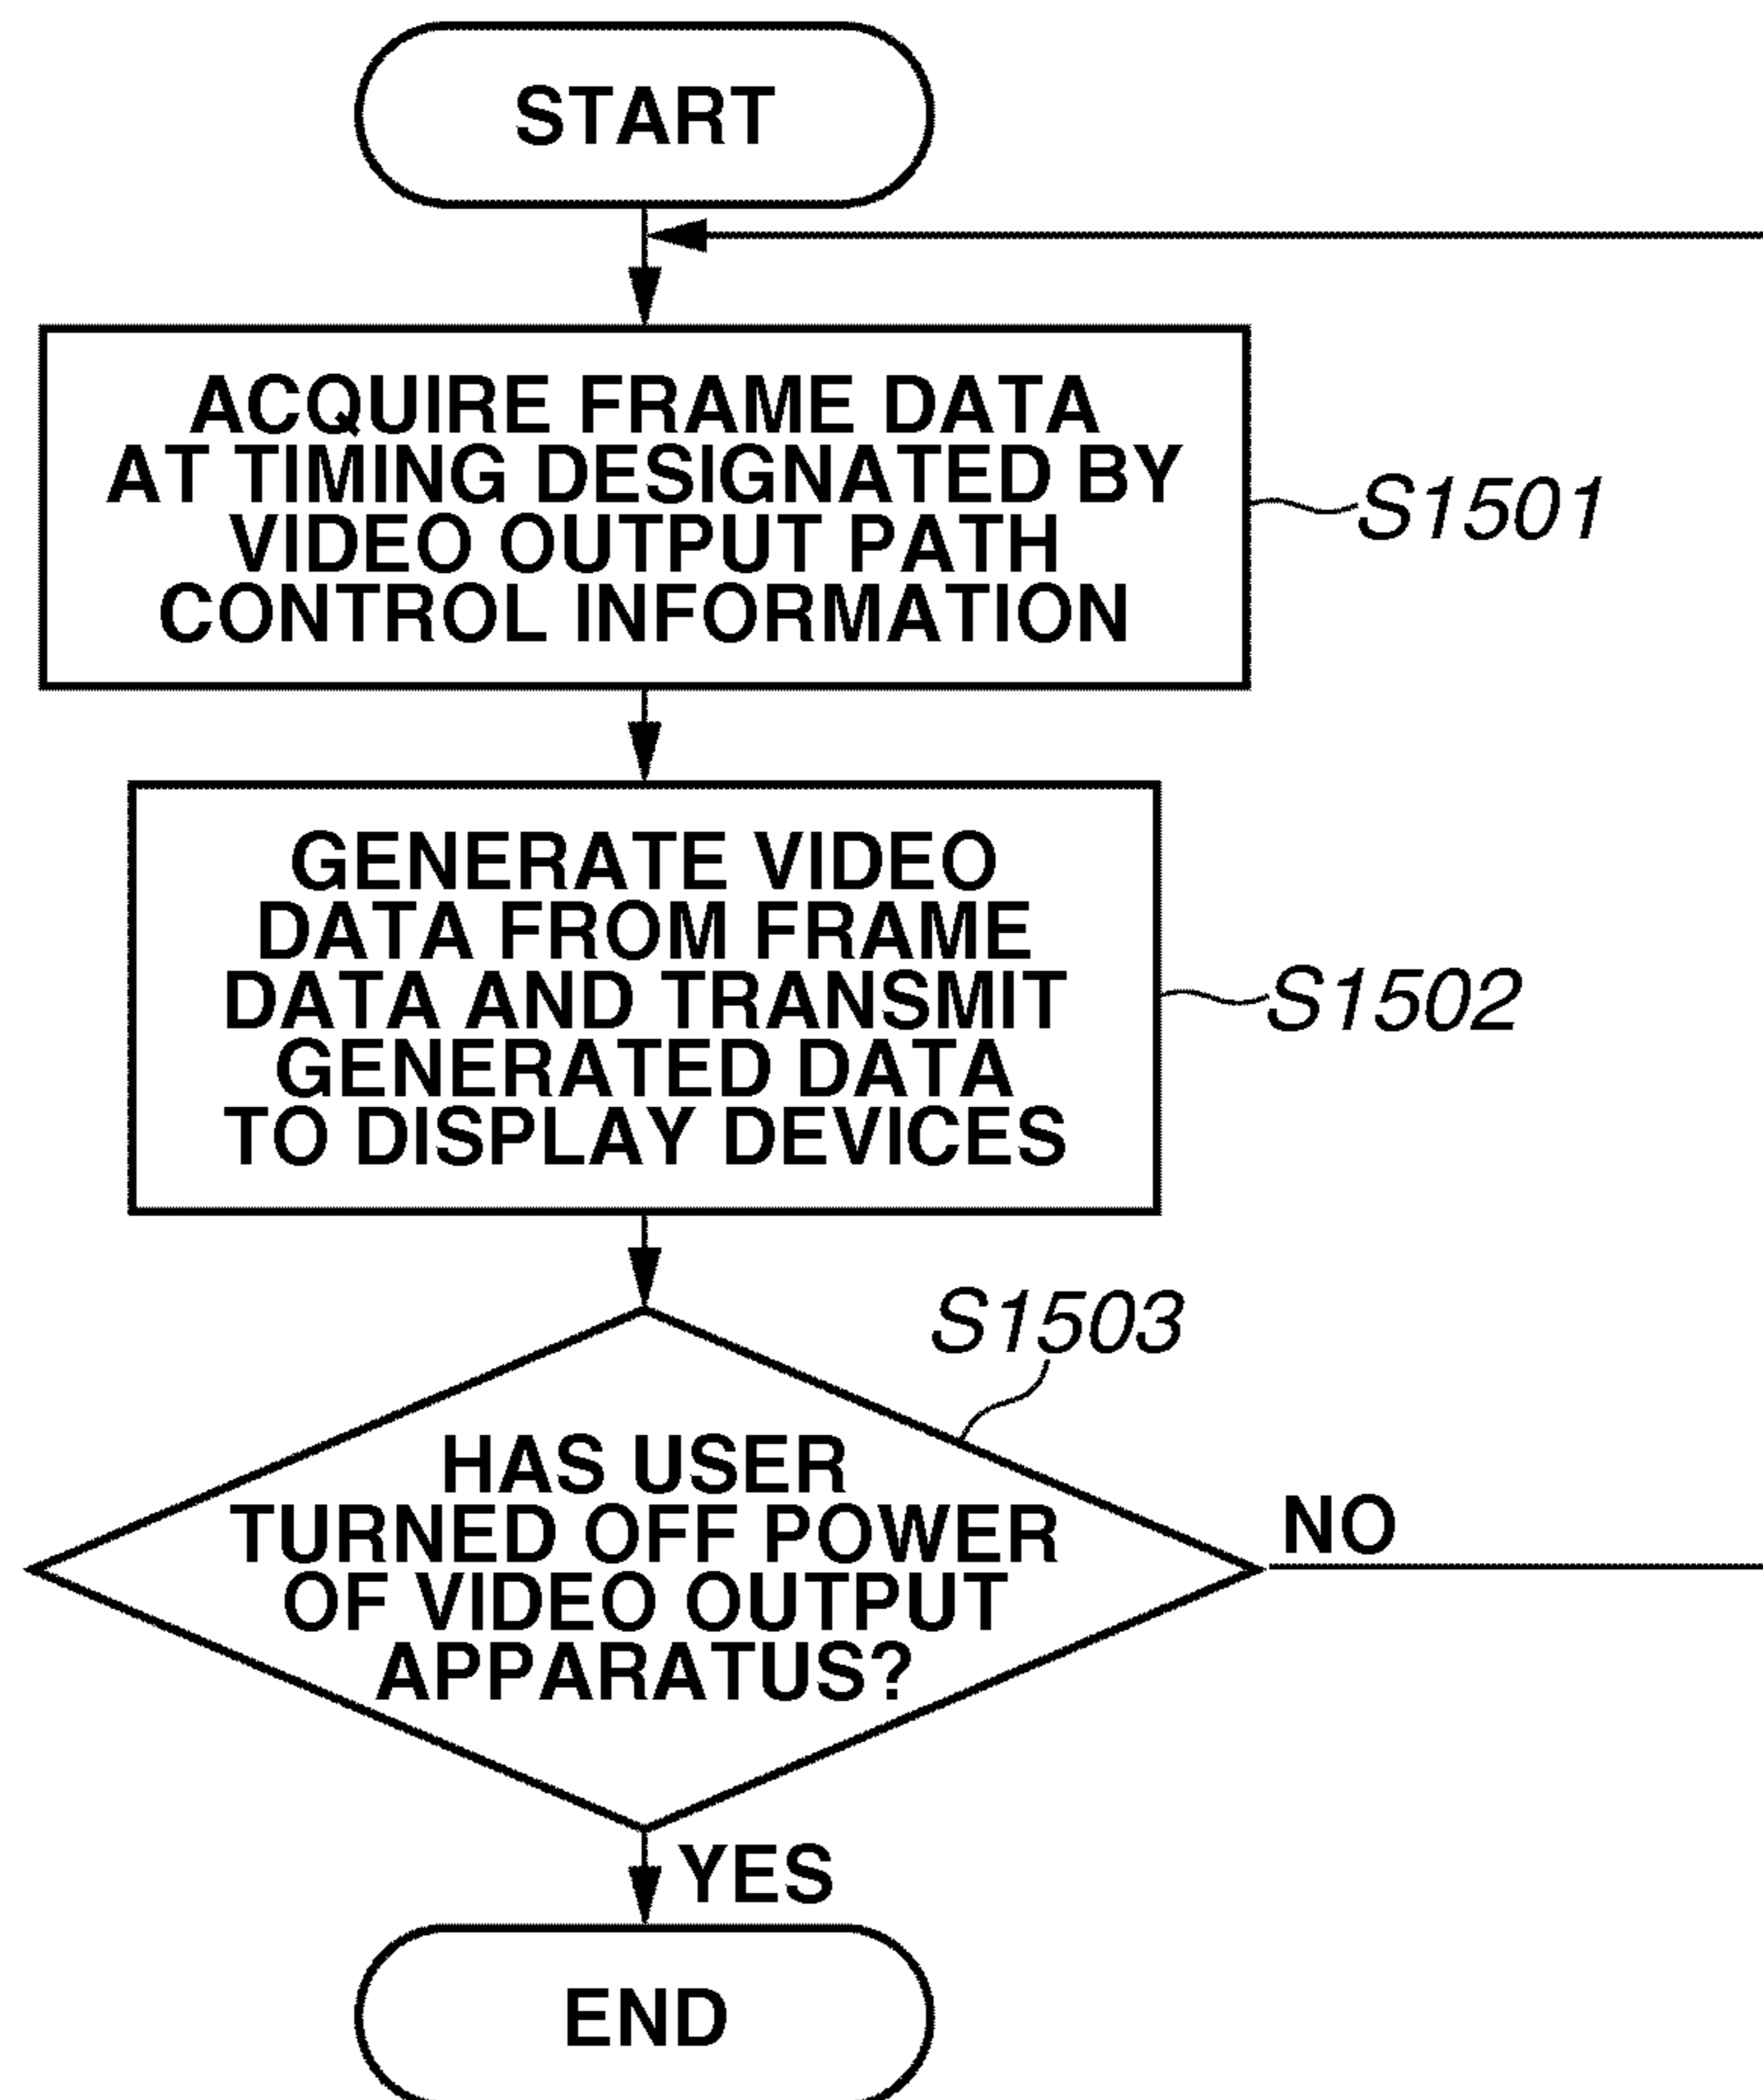 START
ACQUIRE FRAME DATA
AT TIMING DESIGNATED BY
VIDEO OUTPUT PATH
CONTROL INFORMATION
S1501
GENERATE VIDEO
DATA FROM FRAME
DATA AND TRANSMIT
GENERATED DATA
TO DISPLAY DEVICES
S1502
S1503
HAS USER
TURNED OFF POWER
OF VIDEO OUTPUT
APPARATUS?
NO
YES
END